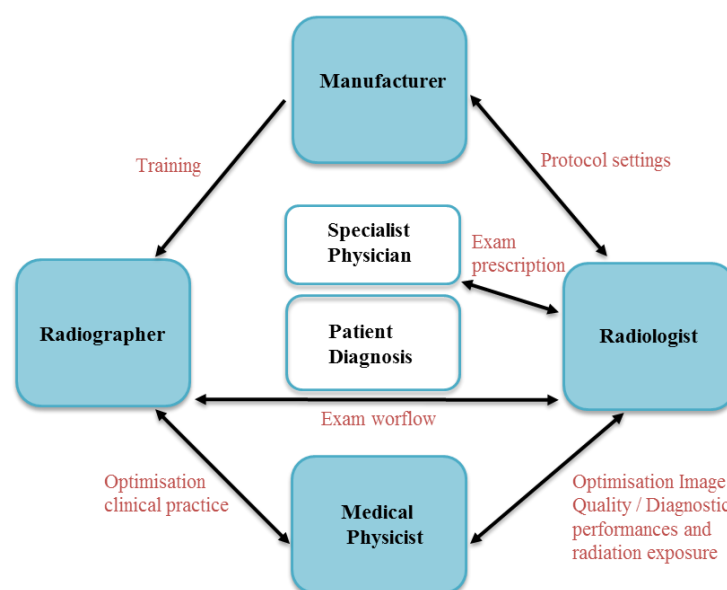 Manufacturer
Training
Protocol settings
Specialist
Physician
Exam
prescription
Radiographer
Patient
Diagnosis
Radiologist
Exam worflow
Optimisation
clinical practice
Medical
Physicist
Optimisation Image
Quality / Diagnostic
performances and
radiation exposure